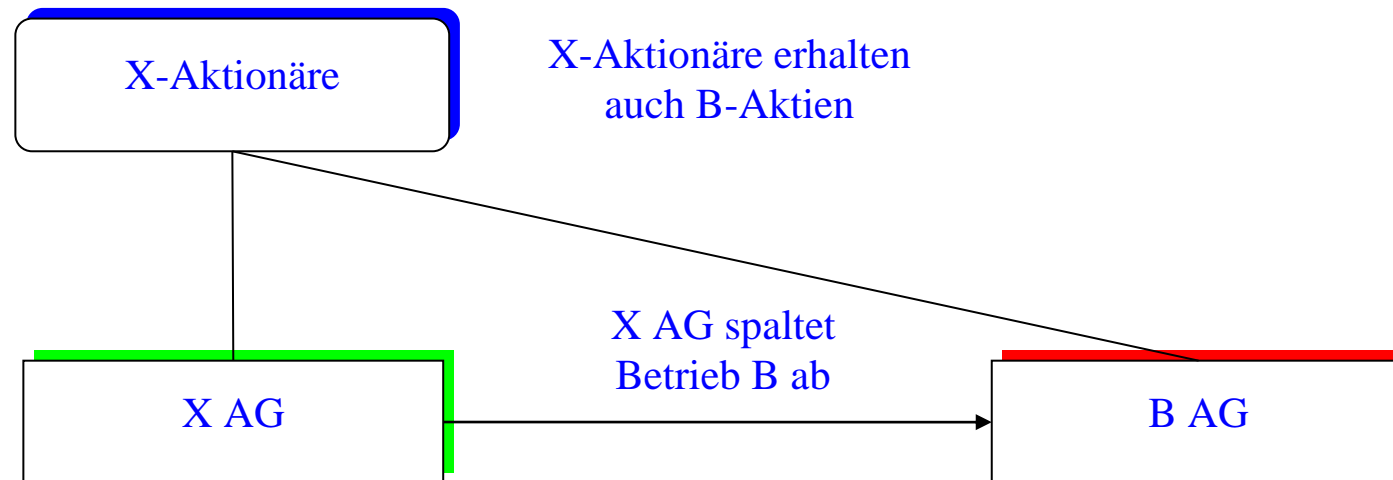 X-Aktionäre
X-Aktionäre erhalten
auch B-Aktien
X AG spaltet
Betrieb B ab
X AG
B AG